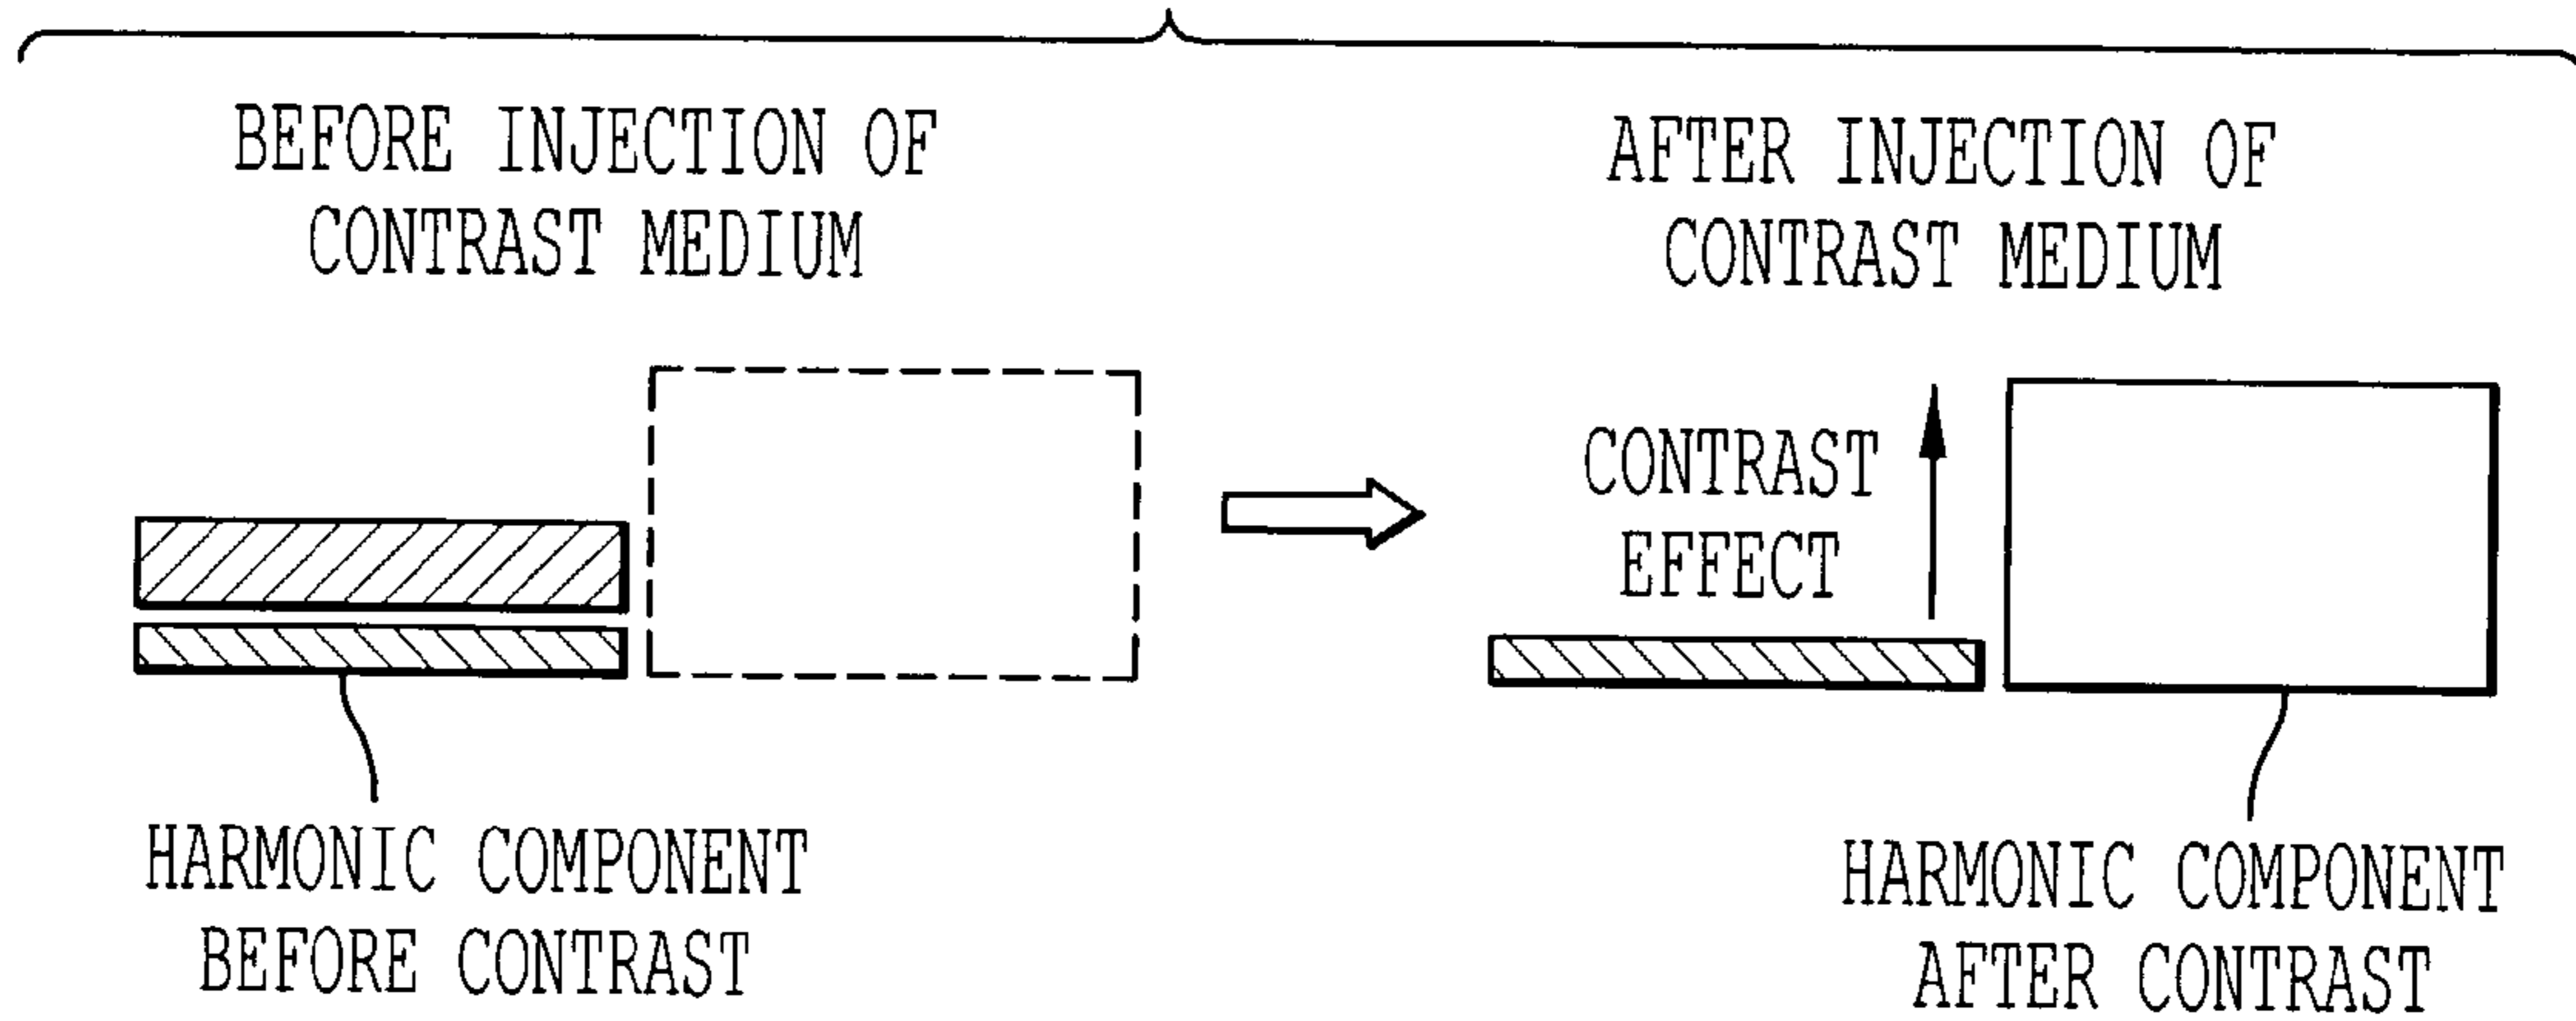 BEFORE INJECTION OF
CONTRAST MEDIUM
AFTER INJECTION OF
CONTRAST MEDIUM
CONTRAST
EFFECT
HARMONIC COMPONENT
BEFORE CONTRAST
HARMONIC COMPONENT
AFTER CONTRAST